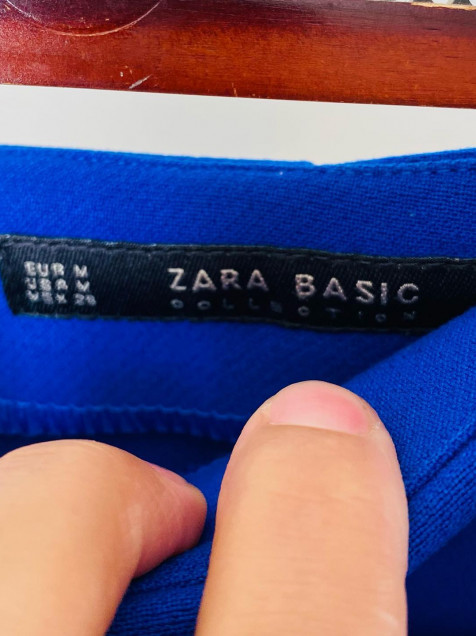 EUR M
USA M
MEX 28
ZARA BASIC
COLLECTION